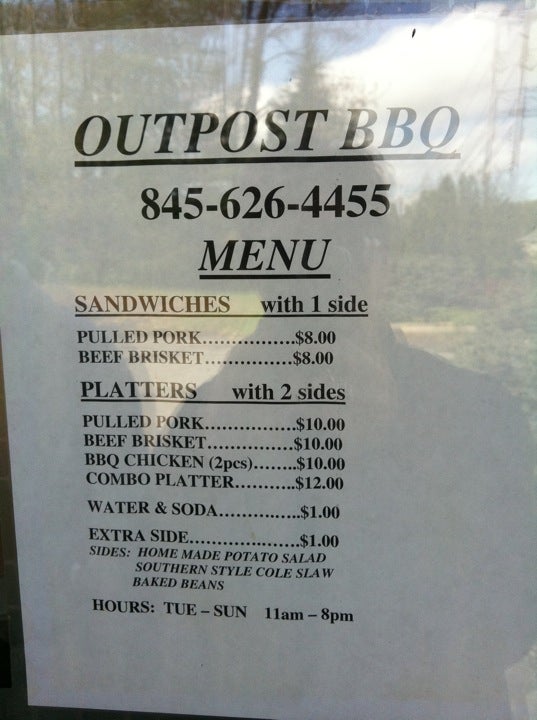 OUTPOST BBQ
845-626-4455
MENU
SANDWICHES with 1 side
PULLED PORK................$8.00
BEEF BRISKET...............$8.00
PLATTERS with 2 sides
PULLED PORK................$10.00
BEEF BRISKET...............$10.00
BBQ CHICKEN (2pcs)........$10.00
COMBO PLATTER...........$12.00
WATER & SODA..............$1.00
EXTRA SIDE...................$1.00
SIDES: HOME MADE POTATO SALAD
SOUTHERN STYLE COLE SLAW
BAKED BEANS
HOURS: TUE – SUN 11am – 8pm